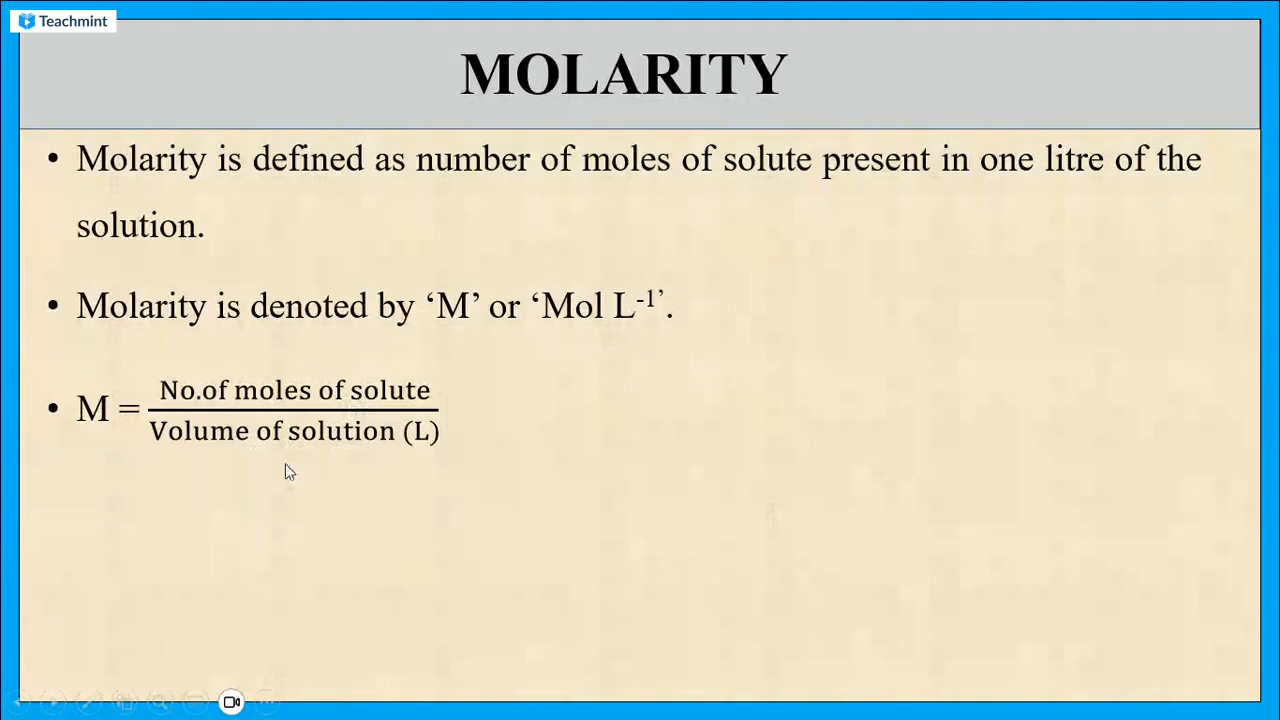 Teachmint
MOLARITY
• Molarity is defined as number of moles of solute present in one litre of the
solution.
• Molarity is denoted by ‘M’ or ‘Mol L⁻¹’.
• M = No.of moles of solute
Volume of solution (L)